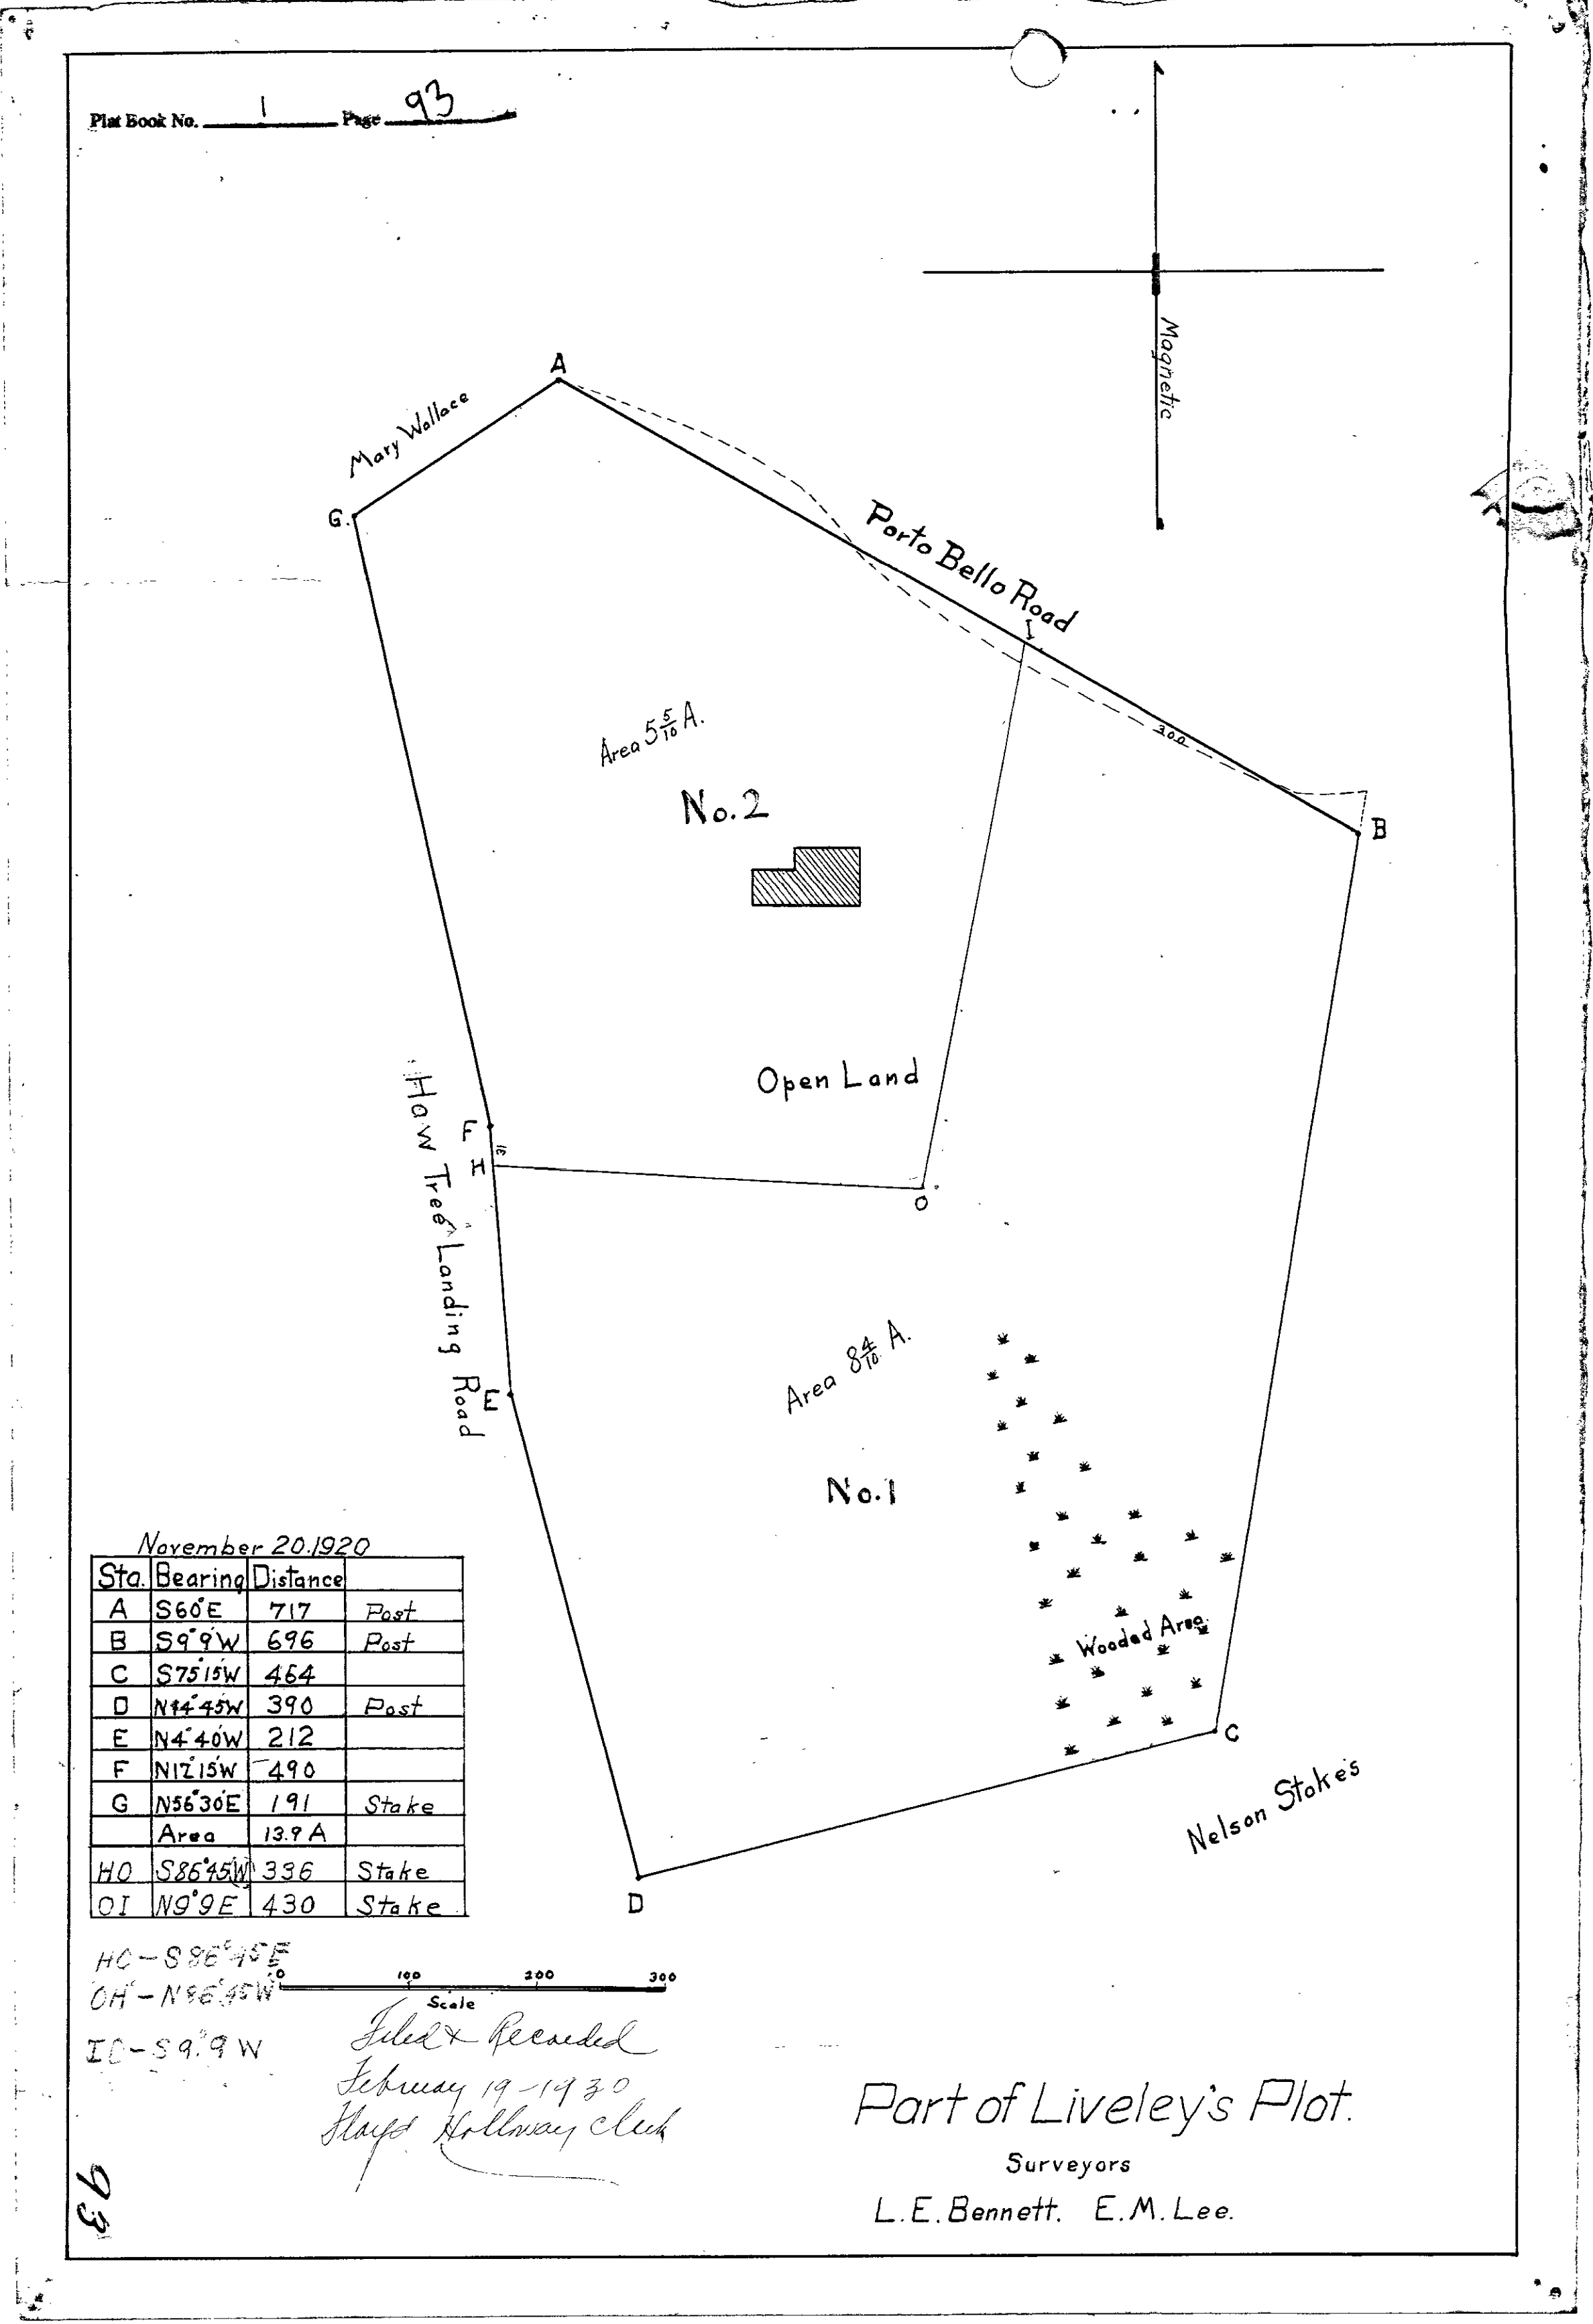 Plat Book No. 1 Page 93
Magnetic
A
Mary Wallace
G.
Porto Bello Road
I
300
B
Area 5 5/10 A.
No. 2
Open Land
F
18
H
O
Haw Tree Landing Road
E
Area 8 4/10 A.
No. 1
Wooded Area
C
Nelson Stokes
D
November 20. 1920
Sta. Bearing Distance
A S60°E 717 Post
B S9°9'W 696 Post
C S75°15'W 464
D N14°45'W 390 Post
E N4°40'W 212
F N12°15'W 490
G N56°30'E 191 Stake
Area 13.9 A
HO S86°45'W 336 Stake
OI N9°9'E 430 Stake
HO - S86°45'E
OH - N86°45'W
IO - S9°9'W
0 100 200 300
Scale
Filed & Recorded
February 19 - 1930
Floyd Holloway Clerk
Part of Liveley's Plot.
Surveyors
L.E. Bennett. E.M. Lee.
93